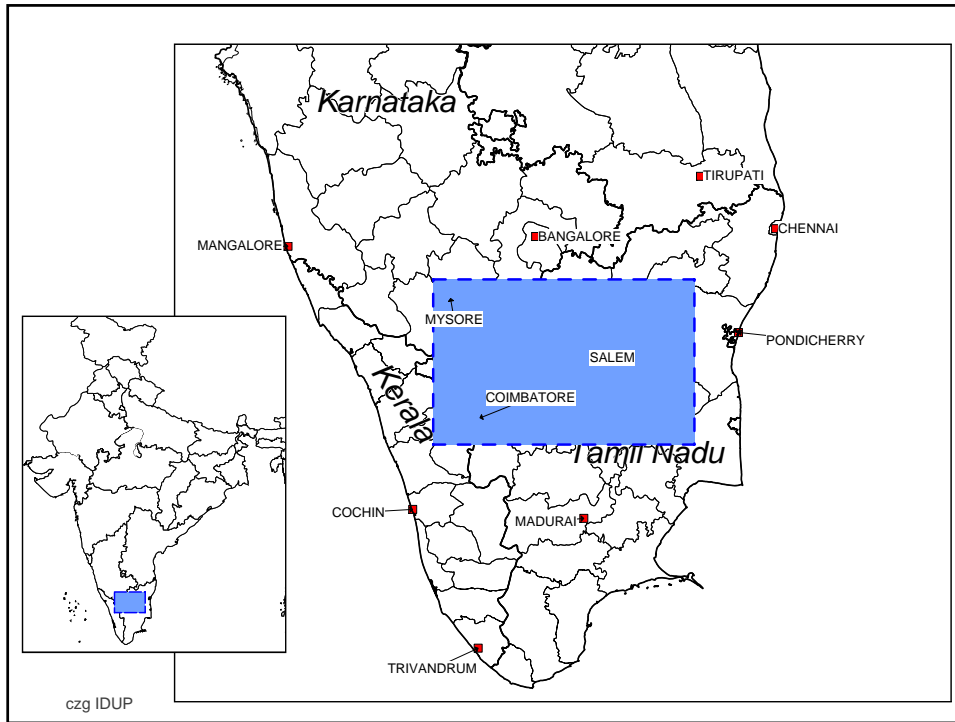 Karnataka
TIRUPATI
CHENNAI
BANGALORE
MANGALORE
MYSORE
PONDICHERRY
SALEM
Kerala
COIMBATORE
Tamil Nadu
COCHIN
MADURAI
TRIVANDRUM
czg IDUP